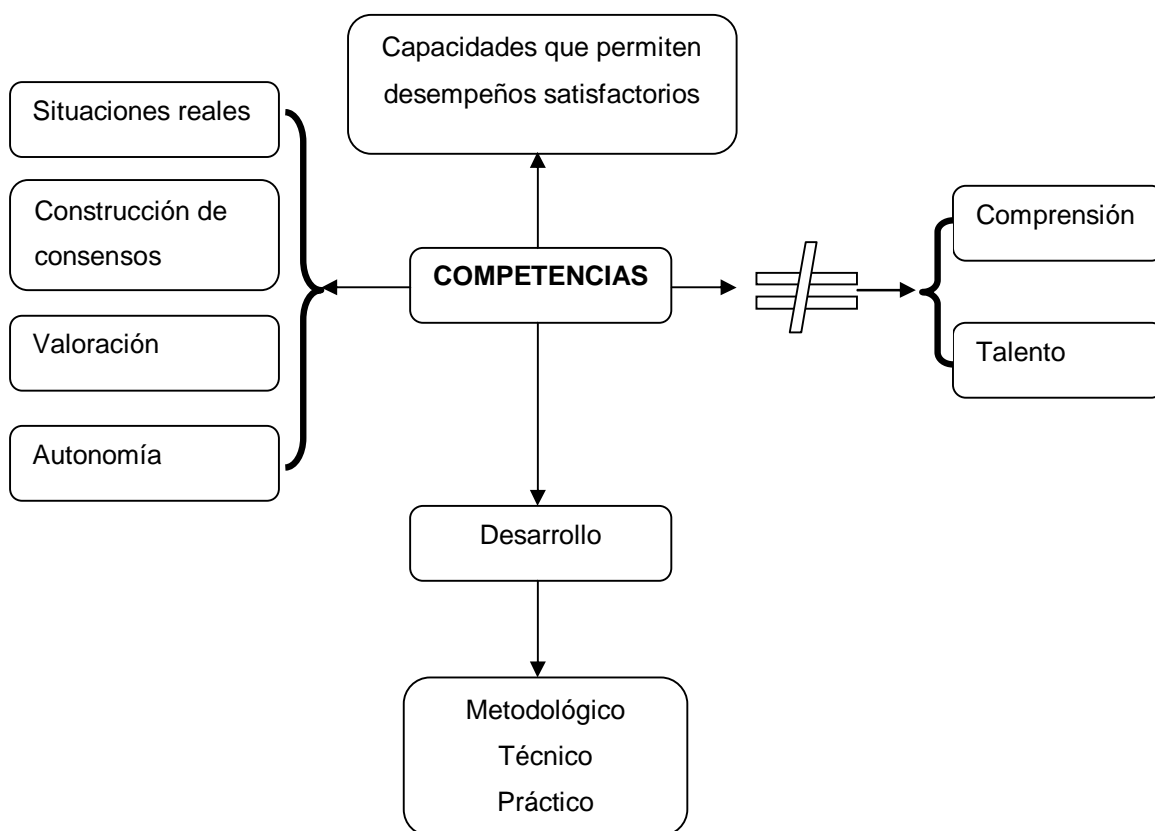 Capacidades que permiten
desempeños satisfactorios
Situaciones reales
Construcción de
consensos
Valoración
Autonomía
COMPETENCIAS
Comprensión
Talento
Desarrollo
Metodológico
Técnico
Práctico